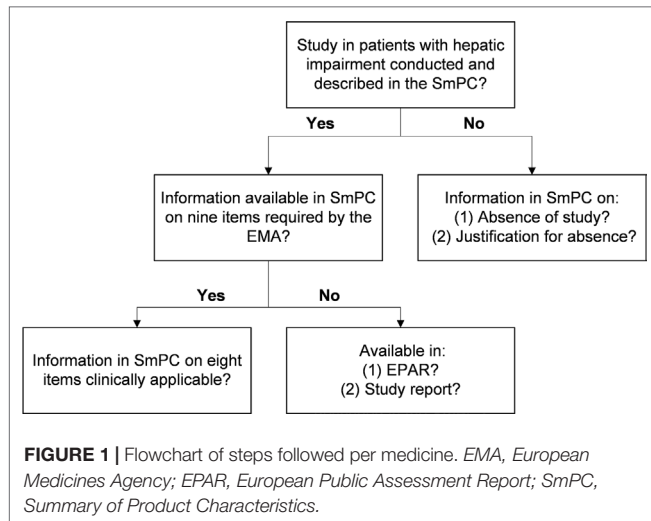 Study in patients with hepatic
impairment conducted and
described in the SmPC?
Yes
No
Information available in SmPC
on nine items required by the
EMA?
Information in SmPC on:
(1) Absence of study?
(2) Justification for absence?
Yes
No
Information in SmPC on eight
items clinically applicable?
Available in:
(1) EPAR?
(2) Study report?
FIGURE 1 | Flowchart of steps followed per medicine. EMA, European
Medicines Agency; EPAR, European Public Assessment Report; SmPC,
Summary of Product Characteristics.